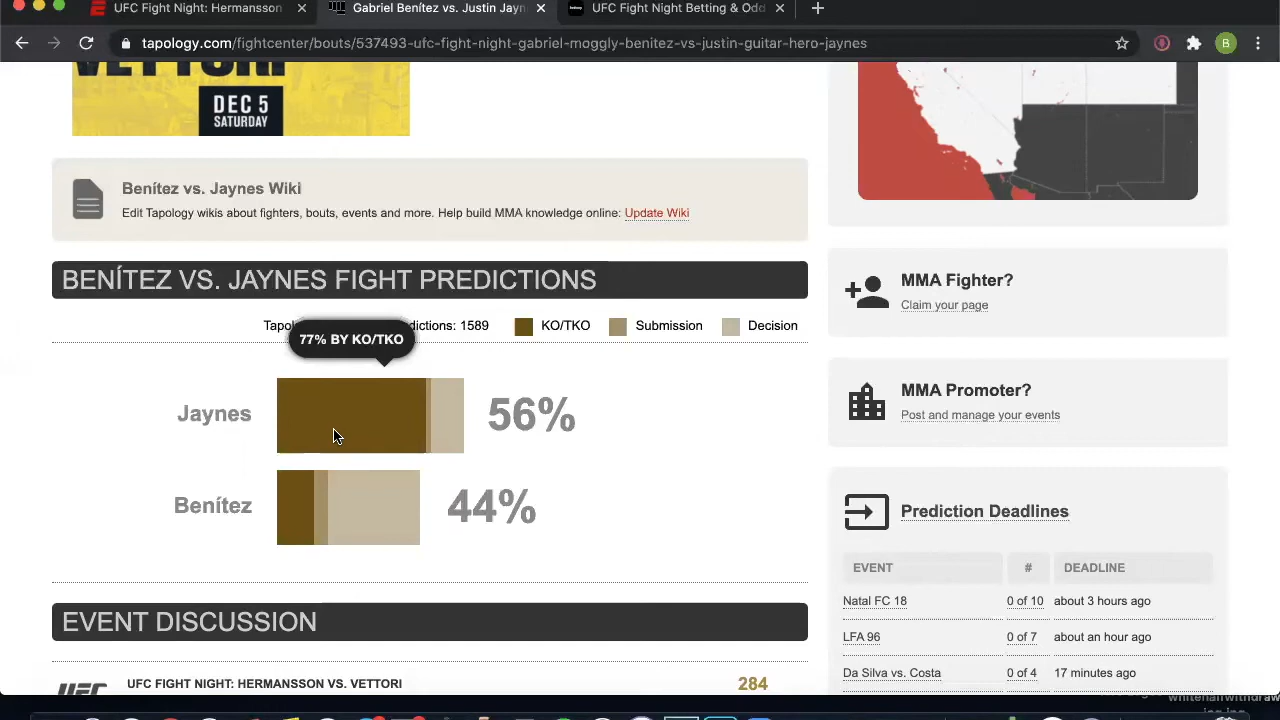 UFC Fight Night: Hermansson
Gabriel Benítez vs. Justin Jayn
UFC Fight Night Betting & Odd
tapology.com/fightcenter/bouts/537493-ufc-fight-night-gabriel-moggly-benitez-vs-justin-guitar-hero-jaynes
B
VETTORI
DEC 5
SATURDAY
Benítez vs. Jaynes Wiki
Edit Tapology wikis about fighters, bouts, events and more. Help build MMA knowledge online: Update Wiki
BENÍTEZ VS. JAYNES FIGHT PREDICTIONS
Tapol dictions: 1589 KO/TKO Submission Decision
77% BY KO/TKO
Jaynes 56%
Benítez 44%
EVENT DISCUSSION
UFC UFC FIGHT NIGHT: HERMANSSON VS. VETTORI 284
MMA Fighter?
Claim your page
MMA Promoter?
Post and manage your events
Prediction Deadlines
EVENT # DEADLINE
Natal FC 18 0 of 10 about 3 hours ago
LFA 96 0 of 7 about an hour ago
Da Silva vs. Costa 0 of 4 17 minutes ago
whitehallwithdraw